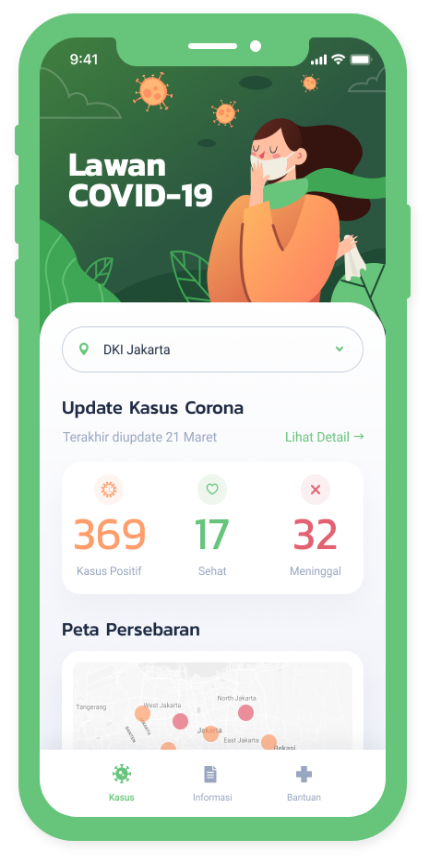 9:41
Lawan
COVID-19
DKI Jakarta
Update Kasus Corona
Terakhir diupdate 21 Maret
Lihat Detail →
369
17
32
Kasus Positif
Sehat
Meninggal
Peta Persebaran
North Jakarta
West Jakarta
Tangerang
Jakarta
East Jakarta
Bekasi
Kasus
Informasi
Bantuan